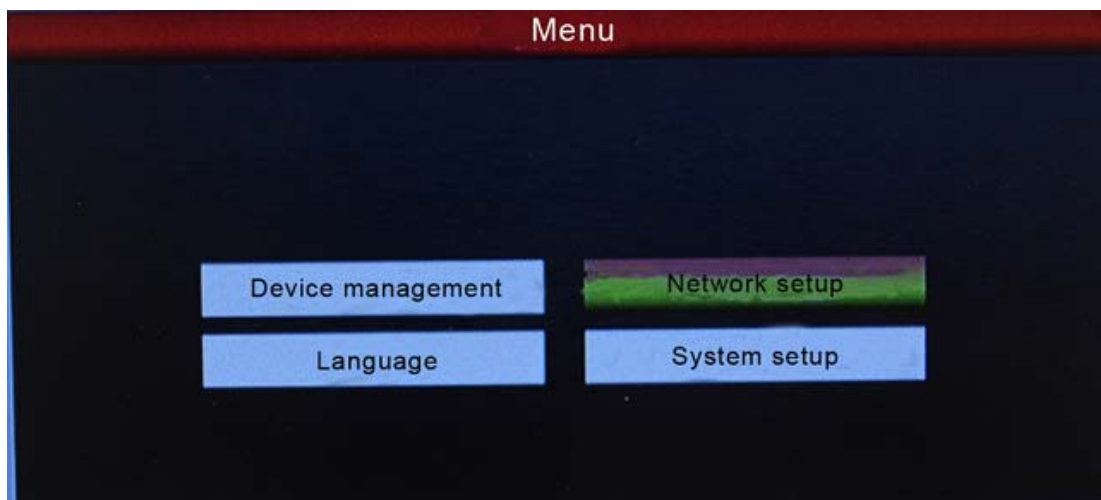 Menu
Device management
Network setup
Language
System setup